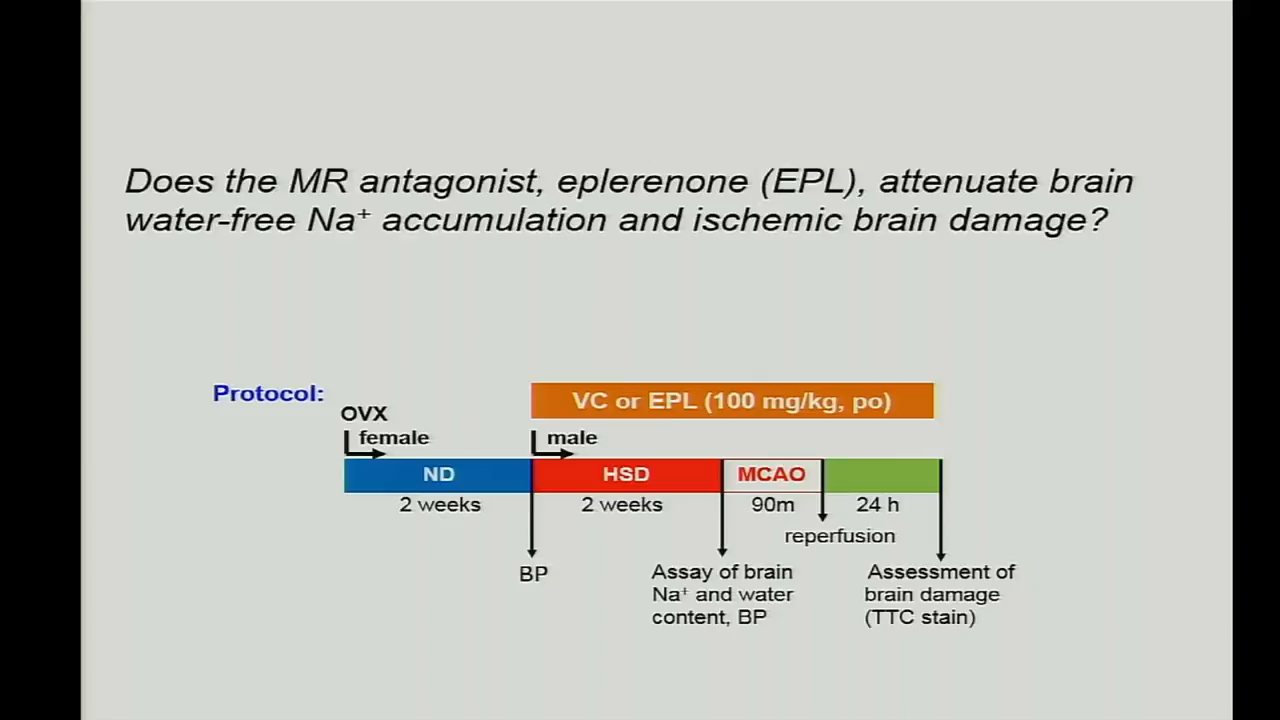 Does the MR antagonist, eplerenone (EPL), attenuate brain
water-free Na⁺ accumulation and ischemic brain damage?
Protocol:
VC or EPL (100 mg/kg, po)
OVX
female
male
ND
HSD
MCAO
2 weeks
2 weeks
90m
24 h
reperfusion
BP
Assay of brain
Na⁺ and water
content, BP
Assessment of
brain damage
(TTC stain)